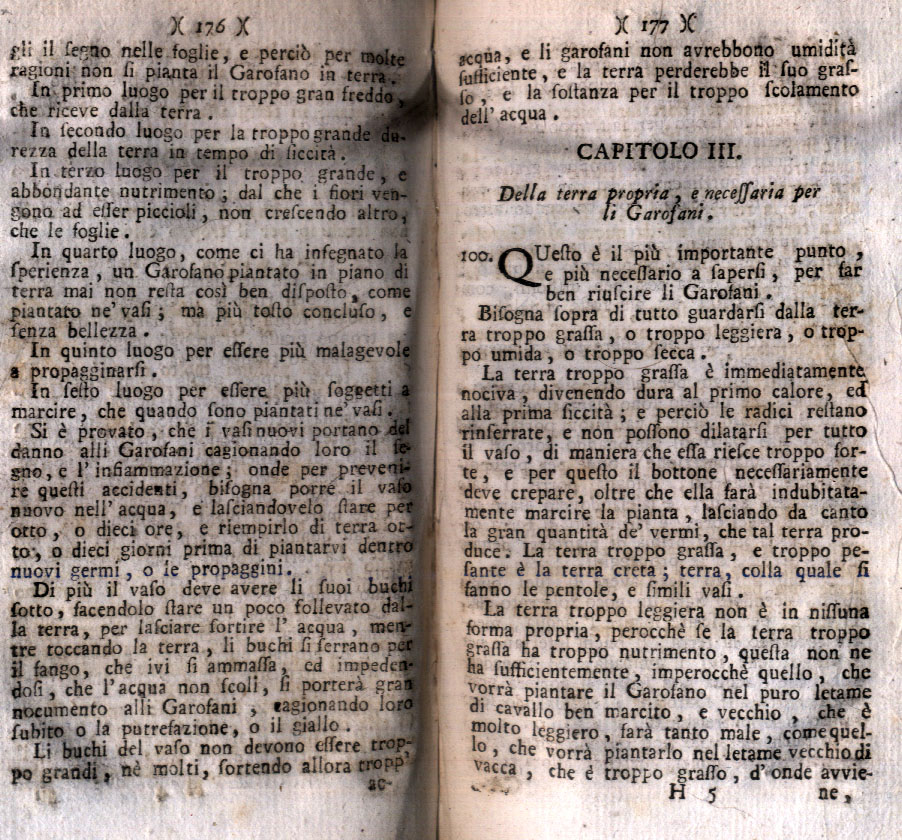 )( 176 )(
gli il ſegno nelle foglie, e perciò per molte
ragioni non ſi pianta il Garofano in terra.
In primo luogo per il troppo gran freddo,
che riceve dalla terra.
In ſecondo luogo per la troppo grande du-
rezza della terra in tempo di ſiccità.
In terzo luogo per il troppo grande, e
abbondante nutrimento; dal che i fiori ven-
gono ad eſſer piccioli, non creſcendo altro,
che le foglie.
In quarto luogo, come ci ha inſegnato la
ſperienza, un Garofano piantato in piano di
terra mai non reſta così ben diſpoſto, come
piantato ne' vaſi; ma più toſto concluſo, e
ſenza bellezza.
In quinto luogo per eſſere più malagevole
a propagginarſi.
In ſeſto luogo per eſſere più ſoggetti a
marcire, che quando ſono piantati ne' vaſi.
Si è provato, che i vaſi nuovi portano del
danno alli Garofani cagionando loro il ſe-
gno, e l' infiammazione; onde per preveni-
re queſti accidenti, biſogna porre il vaſo
nuovo nell' acqua, e laſciandovelo ſtare per
otto, o dieci ore, e riempirlo di terra ot-
to, o dieci giorni prima di piantarvi dentro
nuovi germi, o le propaggini.
Di più il vaſo deve avere li ſuoi buchi
ſotto, facendolo ſtare un poco ſollevato dal-
la terra, per laſciare ſortire l' acqua, men-
tre toccando la terra, li buchi ſi ſerrano per
il fango, che ivi ſi ammaſſa, ed impeden-
doſi, che l'acqua non ſcoli, ſi porterà gran
nocumento alli Garofani, cagionando loro
ſubito o la putrefazione, o il giallo.
Li buchi del vaſo non devono eſſere trop-
po grandi, nè molti, ſortendo allora tropp'
ac-
)( 177 )(
acqua, e li garofani non avrebbono umidità
ſufficiente, e la terra perderebbe il ſuo graſ-
ſo, e la ſoſtanza per il troppo ſcolamento
dell' acqua.
CAPITOLO III.
Della terra propria, e neceſſaria per
li Garofani.
100. QUeſto è il più importante punto,
e più neceſſario a ſaperſi, per far
ben riuſcire li Garofani.
Biſogna ſopra di tutto guardarſi dalla ter-
ra troppo graſſa, o troppo leggiera, o trop-
po umida, o troppo ſecca.
La terra troppo graſſa è immediatamente
nociva, divenendo dura al primo calore, ed
alla prima ſiccità; e perciò le radici reſtano
rinſerrate, e non poſſono dilatarſi per tutto
il vaſo, di maniera che eſſa rieſce troppo for-
te, e per queſto il bottone neceſſariamente
deve crepare, oltre che ella farà indubitata-
mente marcire la pianta, laſciando da canto
la gran quantità de' vermi, che tal terra pro-
duce. La terra troppo graſſa, e troppo pe-
ſante è la terra creta; terra, colla quale ſi
fanno le pentole, e ſimili vaſi.
La terra troppo leggiera non è in niſſuna
forma propria, perocchè ſe la terra troppo
graſſa ha troppo nutrimento, queſta non ne
ha ſufficientemente, imperocchè quello, che
vorrà piantare il Garofano nel puro letame
di cavallo ben marcito, e vecchio, che è
molto leggiero, farà tanto male, come quel-
lo, che vorrà piantarlo nel letame vecchio di
vacca, che è troppo graſſo, d'onde avvie-
H 5 ne,